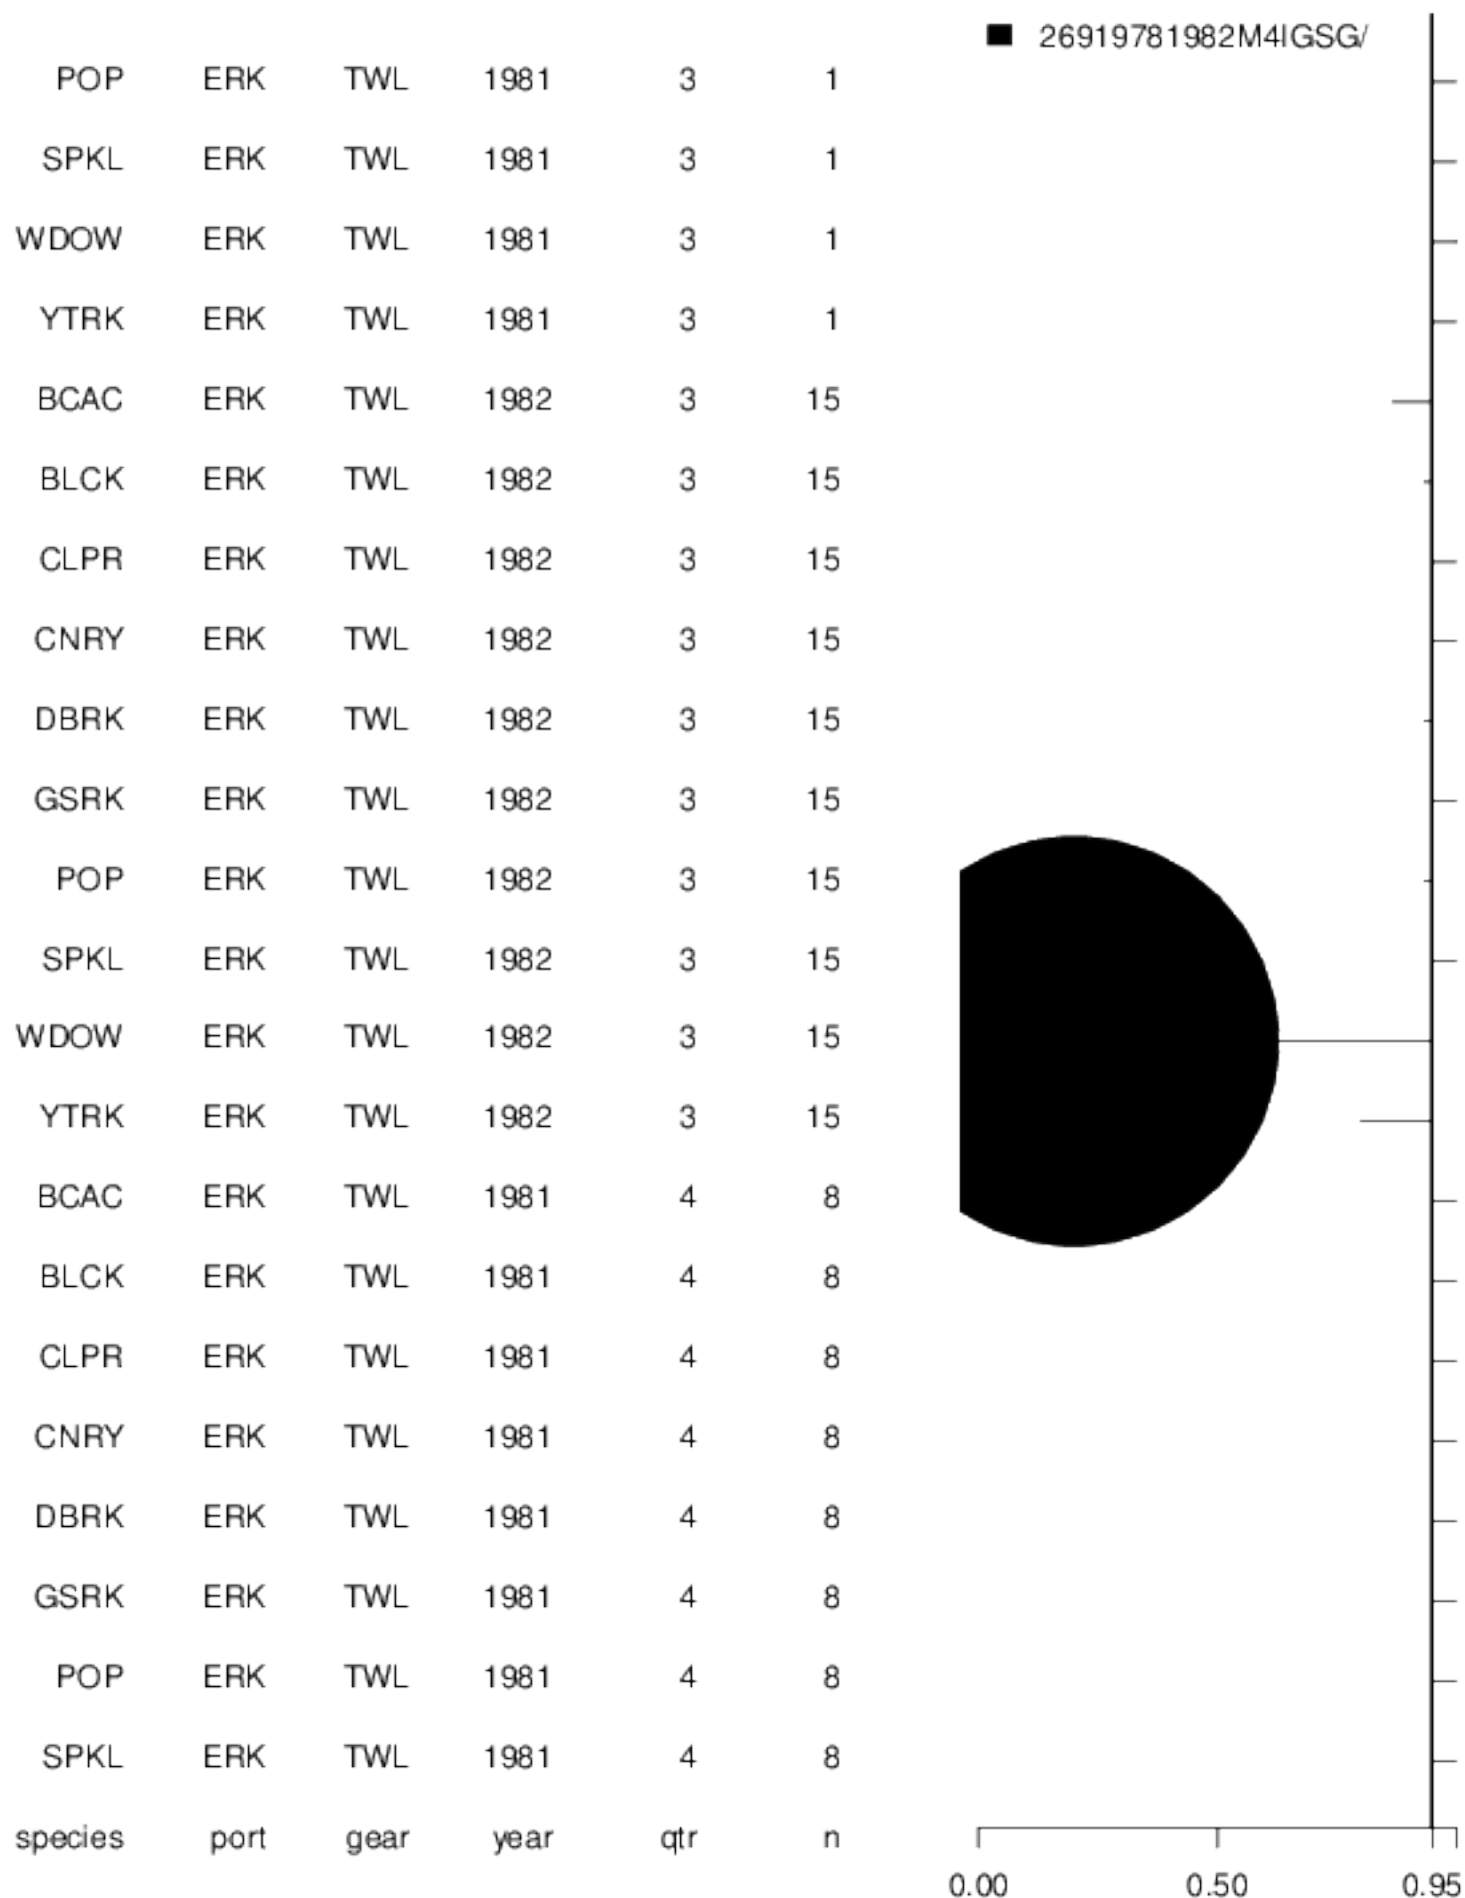 26919781982M4IGSG/
POP ERK TWL 1981 3 1
SPKL ERK TWL 1981 3 1
WDOW ERK TWL 1981 3 1
YTRK ERK TWL 1981 3 1
BCAC ERK TWL 1982 3 15
BLCK ERK TWL 1982 3 15
CLPR ERK TWL 1982 3 15
CNRY ERK TWL 1982 3 15
DBRK ERK TWL 1982 3 15
GSRK ERK TWL 1982 3 15
POP ERK TWL 1982 3 15
SPKL ERK TWL 1982 3 15
WDOW ERK TWL 1982 3 15
YTRK ERK TWL 1982 3 15
BCAC ERK TWL 1981 4 8
BLCK ERK TWL 1981 4 8
CLPR ERK TWL 1981 4 8
CNRY ERK TWL 1981 4 8
DBRK ERK TWL 1981 4 8
GSRK ERK TWL 1981 4 8
POP ERK TWL 1981 4 8
SPKL ERK TWL 1981 4 8
species port gear year qtr n
0.00 0.50 0.95